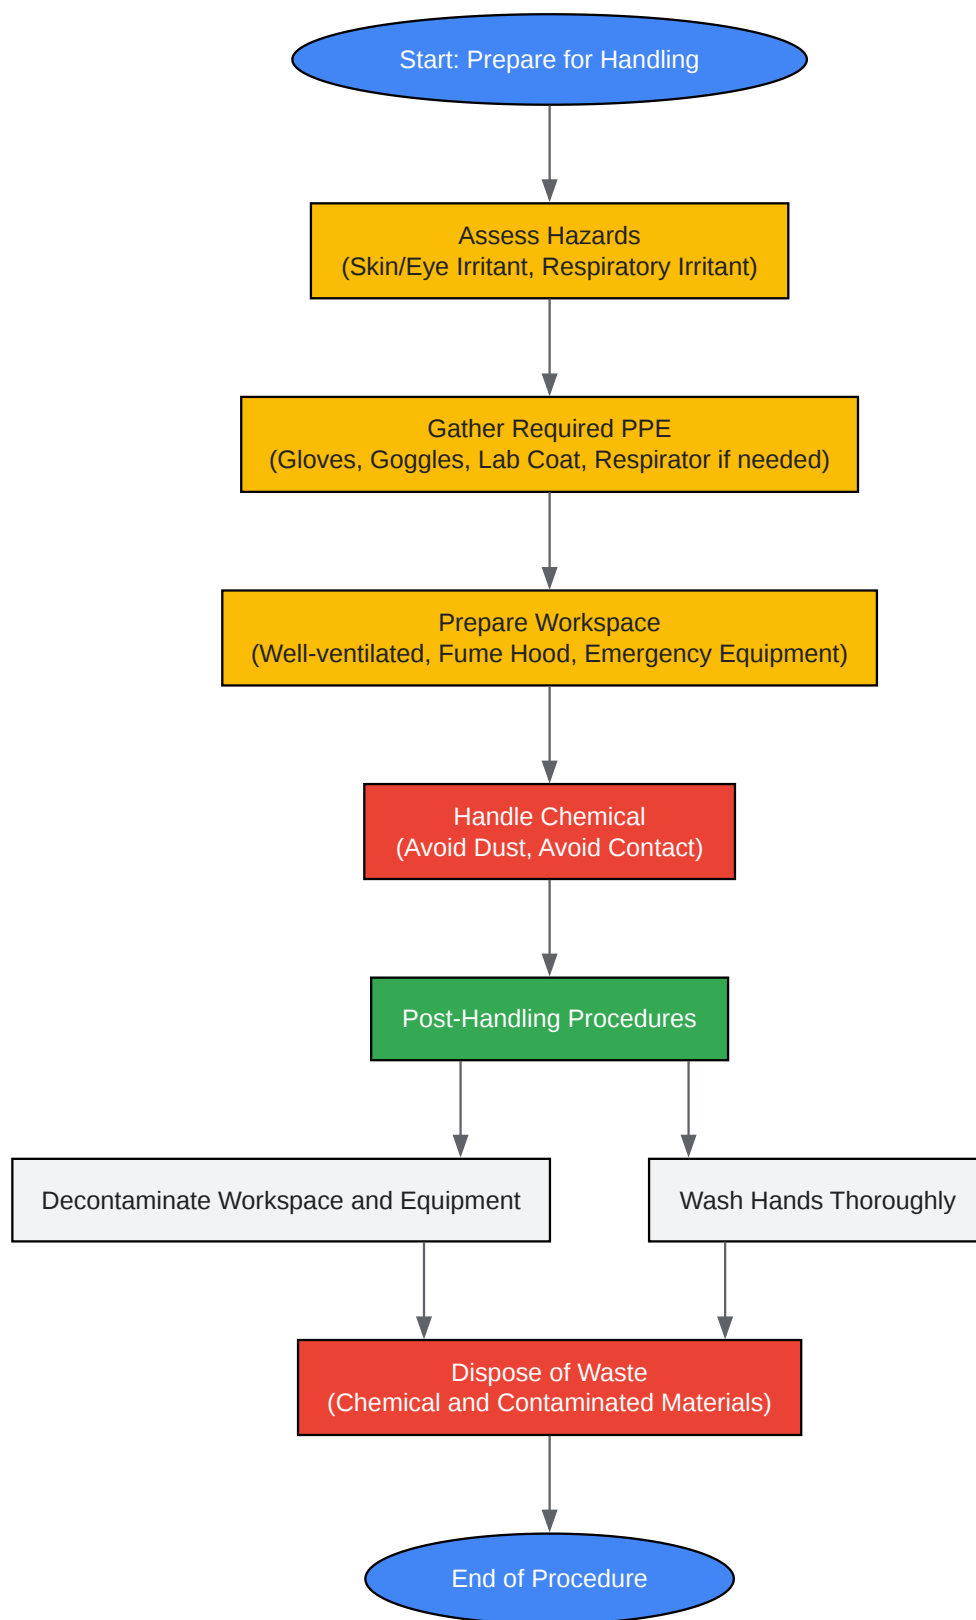 Start: Prepare for Handling
Assess Hazards
(Skin/Eye Irritant, Respiratory Irritant)
Gather Required PPE
(Gloves, Goggles, Lab Coat, Respirator if needed)
Prepare Workspace
(Well-ventilated, Fume Hood, Emergency Equipment)
Handle Chemical
(Avoid Dust, Avoid Contact)
Post-Handling Procedures
Decontaminate Workspace and Equipment
Wash Hands Thoroughly
Dispose of Waste
(Chemical and Contaminated Materials)
End of Procedure